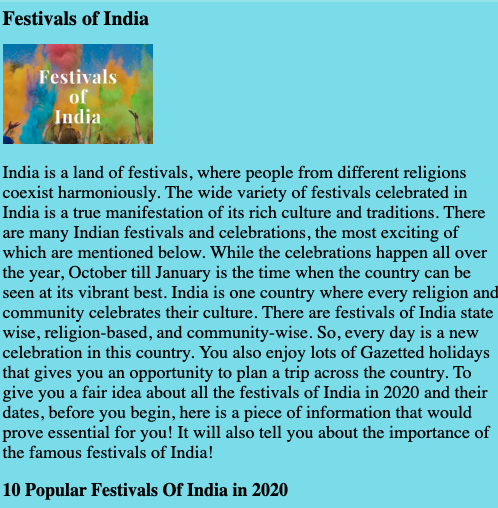 Festivals of India
Festivals
of
India
India is a land of festivals, where people from different religions
coexist harmoniously. The wide variety of festivals celebrated in
India is a true manifestation of its rich culture and traditions. There
are many Indian festivals and celebrations, the most exciting of
which are mentioned below. While the celebrations happen all over
the year, October till January is the time when the country can be
seen at its vibrant best. India is one country where every religion and
community celebrates their culture. There are festivals of India state
wise, religion-based, and community-wise. So, every day is a new
celebration in this country. You also enjoy lots of Gazetted holidays
that gives you an opportunity to plan a trip across the country. To
give you a fair idea about all the festivals of India in 2020 and their
dates, before you begin, here is a piece of information that would
prove essential for you! It will also tell you about the importance of
the famous festivals of India!
10 Popular Festivals Of India in 2020